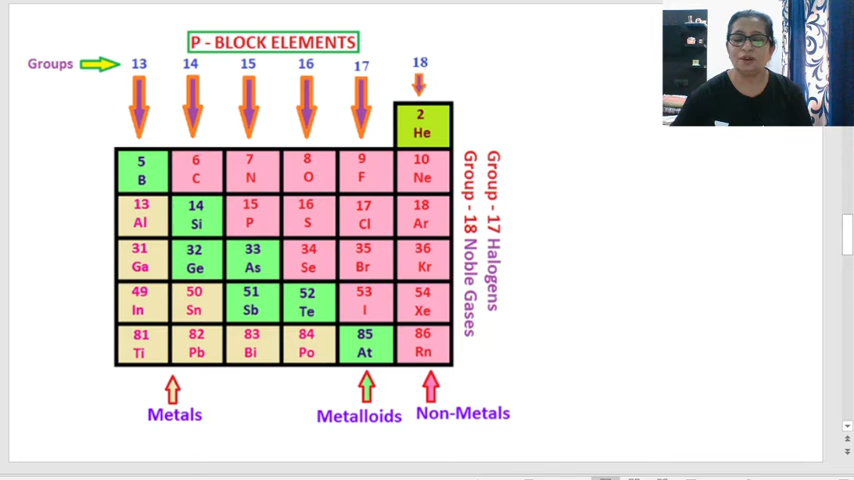 P - BLOCK ELEMENTS
Groups 13 14 15 16 17 18
2
He
5 6 7 8 9 10
B C N O F Ne
13 14 15 16 17 18
Al Si P S Cl Ar
31 32 33 34 35 36
Ga Ge As Se Br Kr
49 50 51 52 53 54
In Sn Sb Te I Xe
81 82 83 84 85 86
Ti Pb Bi Po At Rn
Group - 18 Noble Gases
Group - 17 Halogens
Metals Metalloids Non-Metals